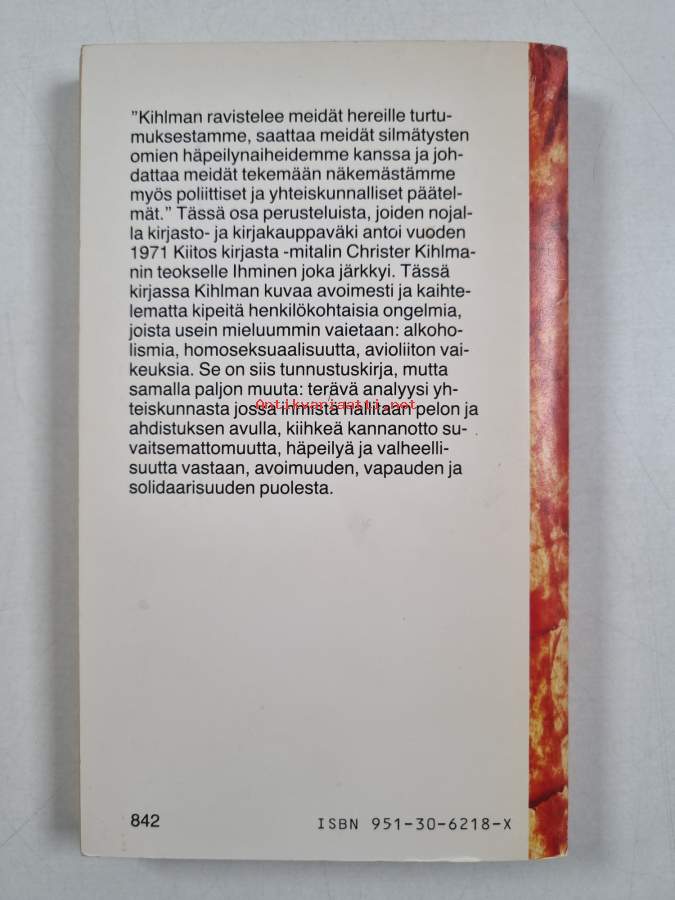 "Kihlman ravistelee meidät hereille turtu-
muksestamme, saattaa meidät silmätysten
omien häpeilynaiheidemme kanssa ja joh-
dattaa meidät tekemään näkemästämme
myös poliittiset ja yhteiskunnalliset päätel-
mät." Tässä osa perusteluista, joiden nojal-
la kirjasto- ja kirjakauppaväki antoi vuoden
1971 Kiitos kirjasta -mitalin Christer Kihlma-
nin teokselle Ihminen joka järkkyi. Tässä
kirjassa Kihlman kuvaa avoimesti ja kaihte-
lematta kipeitä henkilökohtaisia ongelmia,
joista usein mieluummin vaietaan: alkoho-
lismia, homoseksuaalisuutta, avioliiton vai-
keuksia. Se on siis tunnustuskirja, mutta
samalla paljon muuta: terävä analyysi yh-
teiskunnasta jossa ihmistä hallitaan pelon ja
Antikvariaatti.net
ahdistuksen avulla, kiihkeä kannanotto su-
vaitsemattomuutta, häpeilyä ja valheelli-
suutta vastaan, avoimuuden, vapauden ja
solidaarisuuden puolesta.
842
ISBN 951-30-6218-X